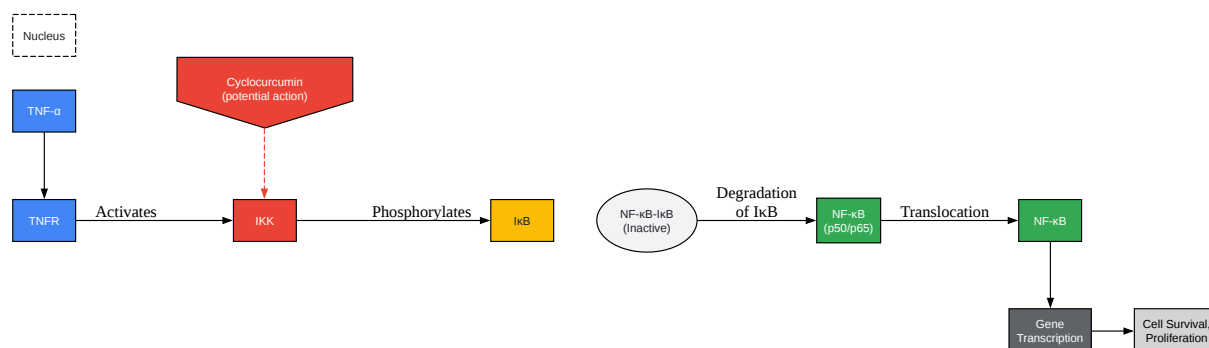 Nucleus
Cyclocurcumin
(potential action)
TNF-α
TNFR
Activates
IKK
Phosphorylates
IκB
NF-κB-IκB
(Inactive)
Degradation
of IκB
NF-κB
(p50/p65)
Translocation
NF-κB
Gene
Transcription
Cell Survival,
Proliferation